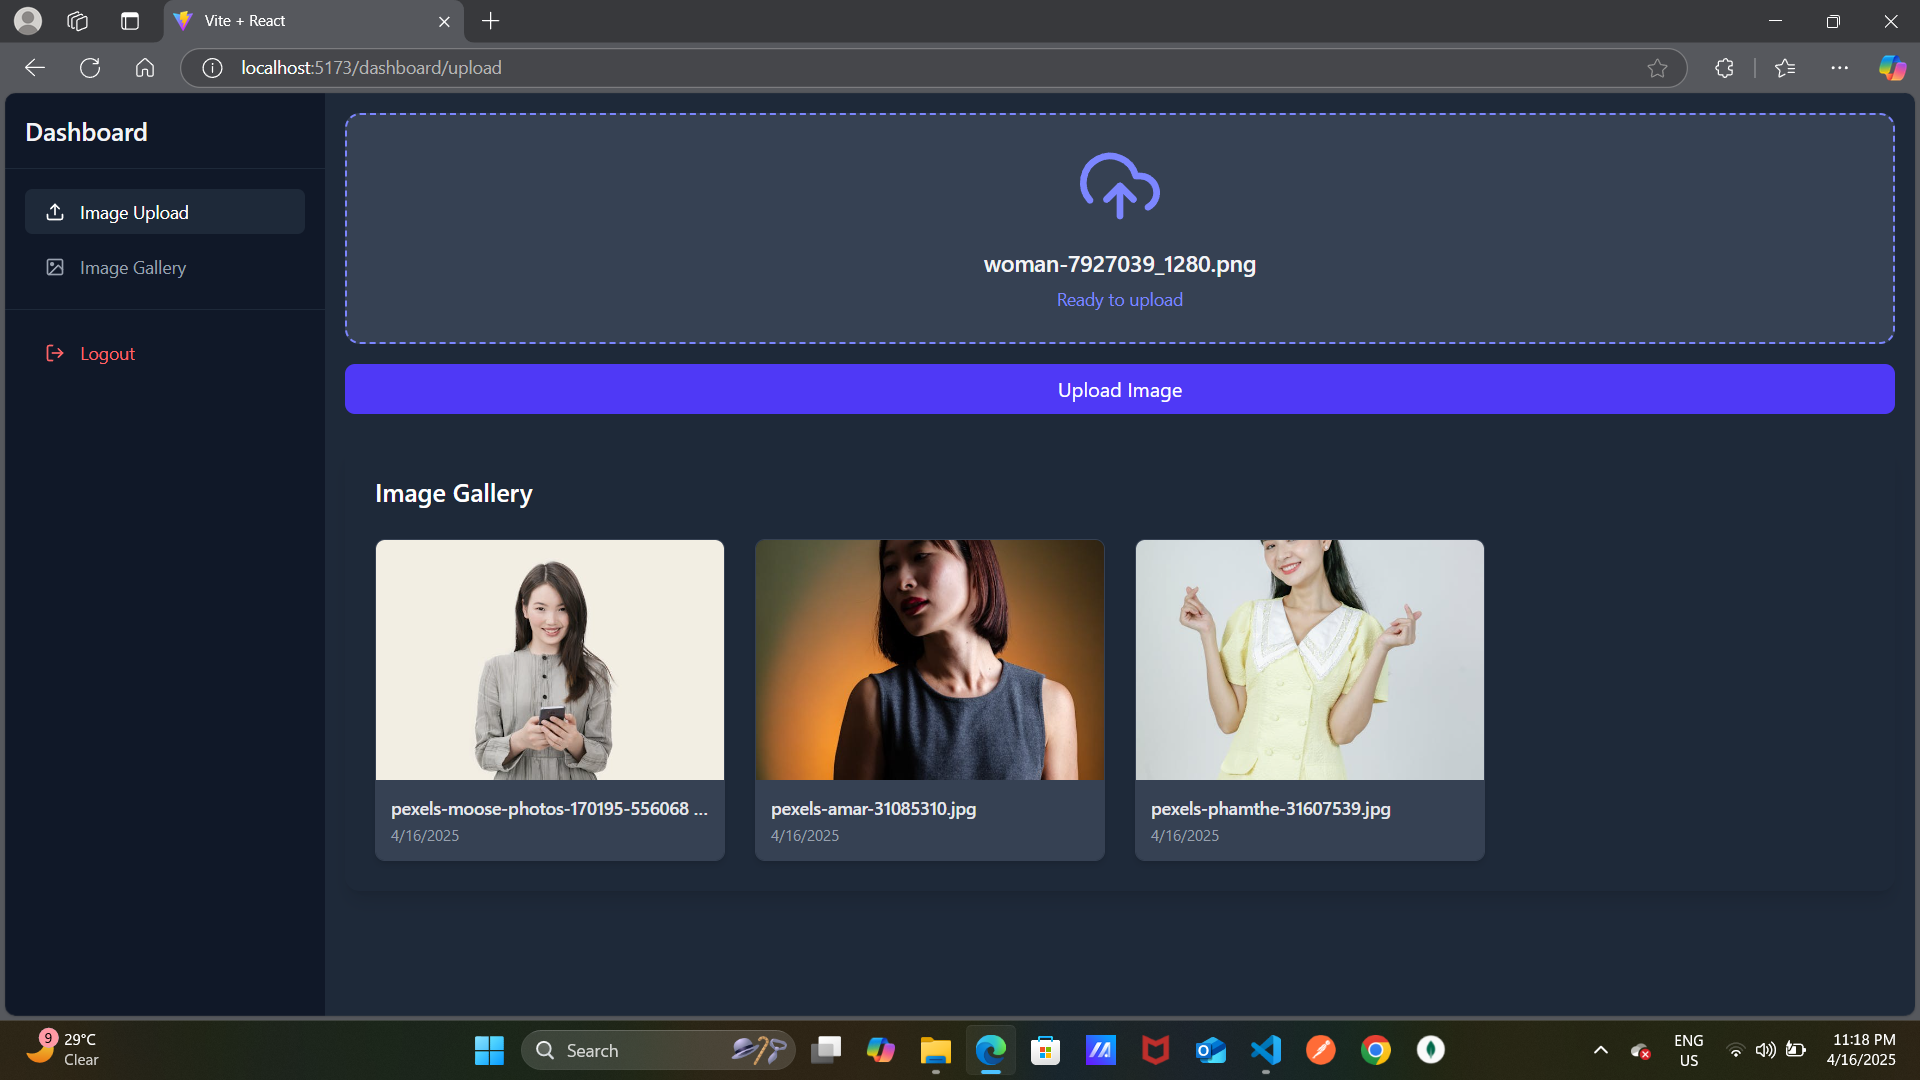 Vite + React
localhost:5173/dashboard/upload
Dashboard
Image Upload
Image Gallery
Logout
woman-7927039_1280.png
Ready to upload
Upload Image
Image Gallery
pexels-moose-photos-170195-556068 ...
4/16/2025
pexels-amar-31085310.jpg
4/16/2025
pexels-phamthe-31607539.jpg
4/16/2025
9
29°C
Clear
Search
ENG
US
11:18 PM
4/16/2025